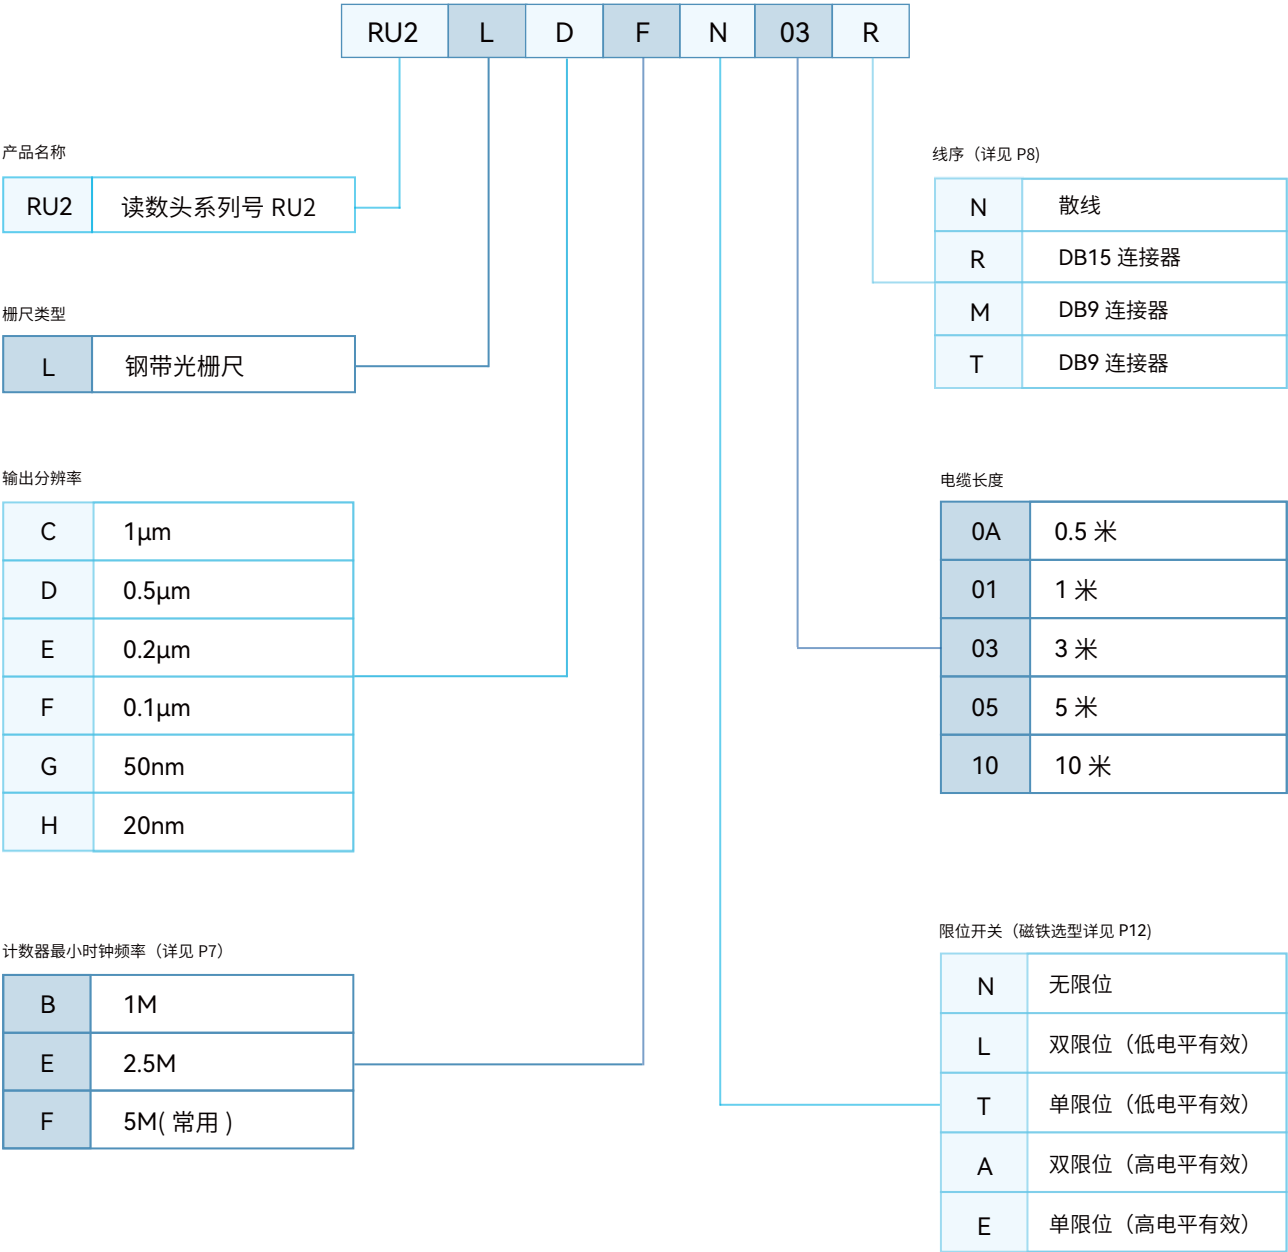 RU2 L D F N 03 R
产品名称
RU2 读数头系列号 RU2
栅尺类型
L 钢带光栅尺
输出分辨率
C 1μm
D 0.5μm
E 0.2μm
F 0.1μm
G 50nm
H 20nm
计数器最小时钟频率（详见 P7）
B 1M
E 2.5M
F 5M( 常用 )
线序（详见 P8)
N 散线
R DB15 连接器
M DB9 连接器
T DB9 连接器
电缆长度
0A 0.5 米
01 1 米
03 3 米
05 5 米
10 10 米
限位开关（磁铁选型详见 P12)
N 无限位
L 双限位（低电平有效）
T 单限位（低电平有效）
A 双限位（高电平有效）
E 单限位（高电平有效）